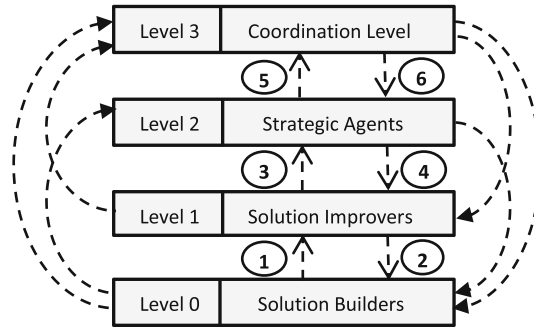 Level 3 Coordination Level
5 6
Level 2 Strategic Agents
3 4
Level 1 Solution Improvers
1 2
Level 0 Solution Builders